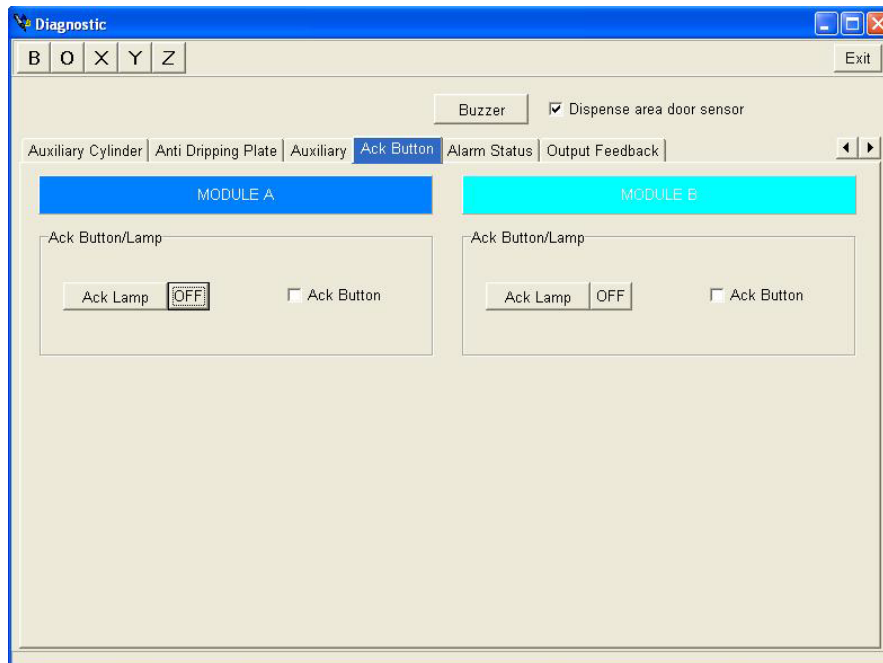 Diagnostic
B O X Y Z Exit
Buzzer Dispense area door sensor
Auxiliary Cylinder Anti Dripping Plate Auxiliary Ack Button Alarm Status Output Feedback
MODULE A MODULE B
Ack Button/Lamp Ack Button/Lamp
Ack Lamp OFF Ack Button Ack Lamp OFF Ack Button